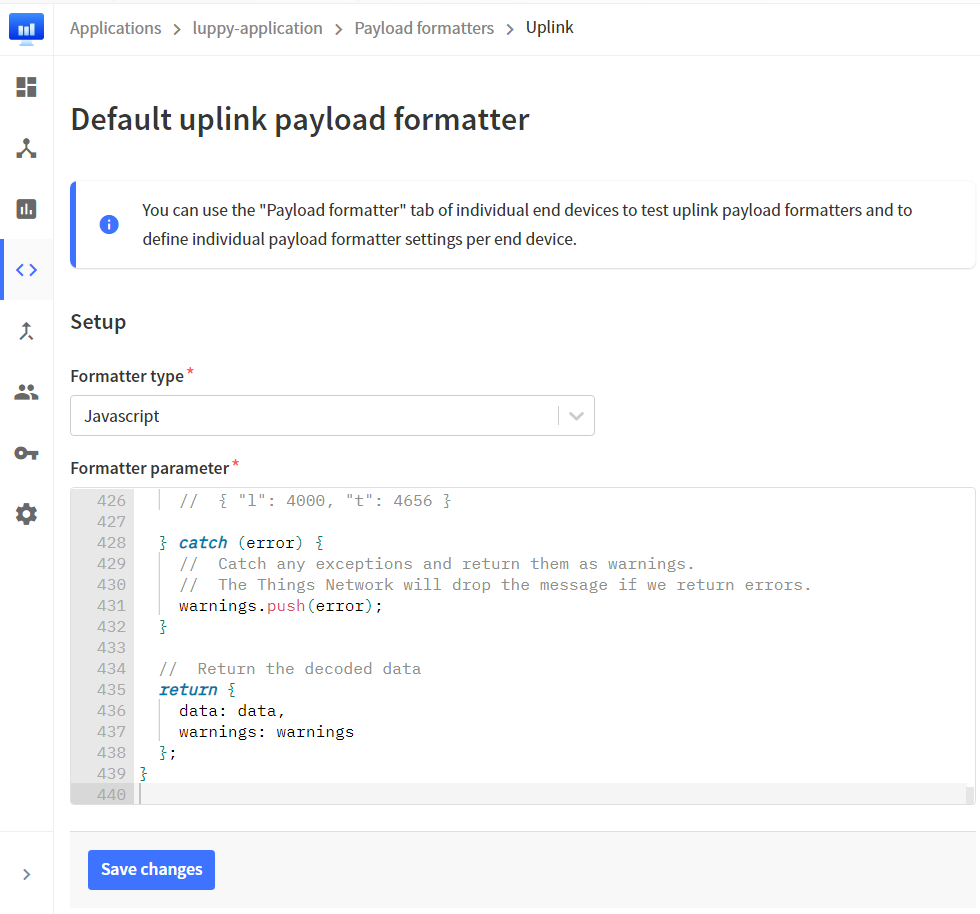 Applications > luppy-application > Payload formatters > Uplink
Default uplink payload formatter
You can use the "Payload formatter" tab of individual end devices to test uplink payload formatters and to
define individual payload formatter settings per end device.
Setup
Formatter type*
Javascript
Formatter parameter*
426 //  { "l": 4000, "t": 4656 }
427
428 } catch (error) {
429 //  Catch any exceptions and return them as warnings.
430 //  The Things Network will drop the message if we return errors.
431 warnings.push(error);
432 }
433
434 //  Return the decoded data
435 return {
436 data: data,
437 warnings: warnings
438 };
439 }
440
Save changes